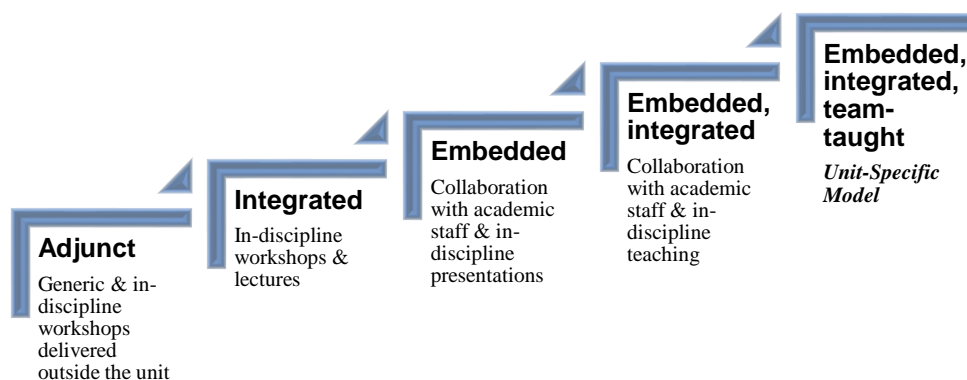 Adjunct
Generic & in-
discipline
workshops
delivered
outside the unit
Integrated
In-discipline
workshops &
lectures
Embedded
Collaboration
with academic
staff & in-
discipline
presentations
Embedded,
integrated
Collaboration
with academic
staff & in-
discipline
teaching
Embedded,
integrated,
team-
taught
Unit-Specific
Model